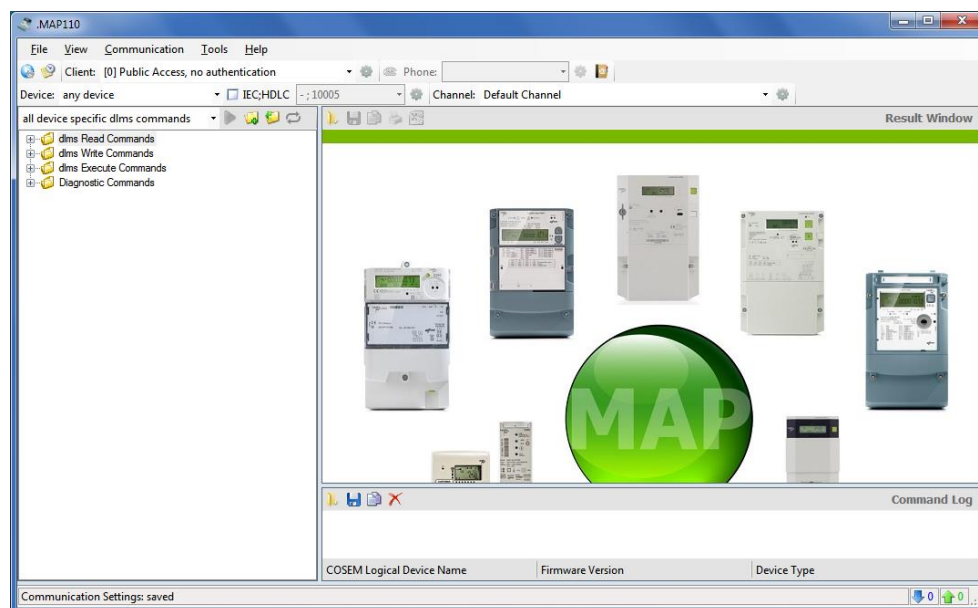 .MAP110
File View Communication Tools Help
Client: [0] Public Access, no authentication Phone:
Device: any device IEC;HDLC - ; 10005 Channel: Default Channel
all device specific dlms commands
Result Window
dlms Read Commands
dlms Write Commands
dlms Execute Commands
Diagnostic Commands
MAP
Command Log
COSEM Logical Device Name Firmware Version Device Type
Communication Settings: saved 0 0